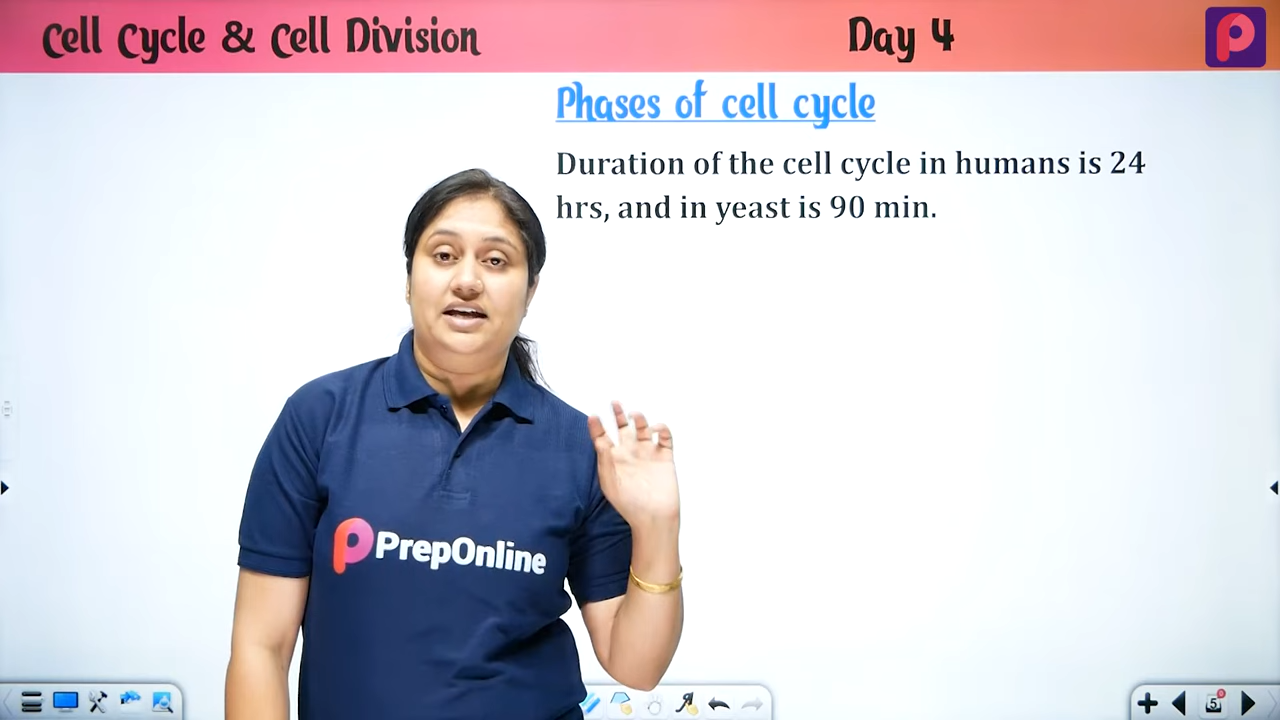 Cell Cycle & Cell Division
Day 4
Phases of cell cycle
Duration of the cell cycle in humans is 24
hrs, and in yeast is 90 min.
PrepOnline
5